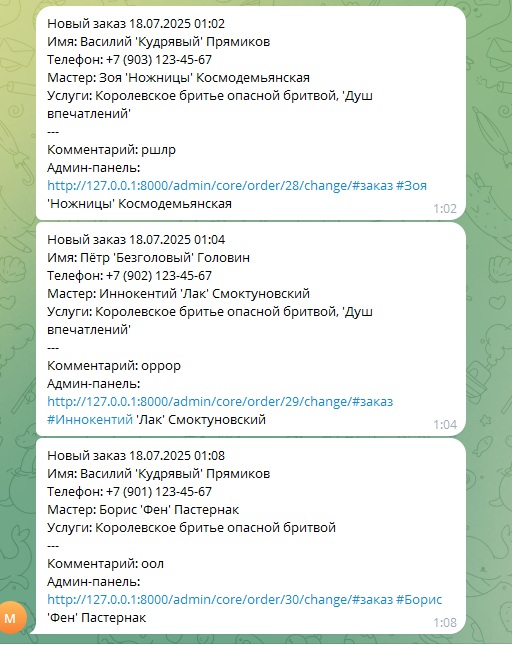 Новый заказ 18.07.2025 01:02
Имя: Василий 'Кудрявый' Прямиков
Телефон: +7 (903) 123-45-67
Мастер: Зоя 'Ножницы' Космодемьянская
Услуги: Королевское бритье опасной бритвой, 'Душ
впечатлений'
---
Комментарий: ршлр
Админ-панель:
http://127.0.0.1:8000/admin/core/order/28/change/#заказ #Зоя
'Ножницы' Космодемьянская
1:02
Новый заказ 18.07.2025 01:04
Имя: Пётр 'Безголовый' Головин
Телефон: +7 (902) 123-45-67
Мастер: Иннокентий 'Лак' Смоктуновский
Услуги: Королевское бритье опасной бритвой, 'Душ
впечатлений'
---
Комментарий: оррор
Админ-панель:
http://127.0.0.1:8000/admin/core/order/29/change/#заказ
#Иннокентий 'Лак' Смоктуновский
1:04
Новый заказ 18.07.2025 01:08
Имя: Василий 'Кудрявый' Прямиков
Телефон: +7 (901) 123-45-67
Мастер: Борис 'Фен' Пастернак
Услуги: Королевское бритье опасной бритвой
---
Комментарий: оол
Админ-панель:
http://127.0.0.1:8000/admin/core/order/30/change/#заказ #Борис
'Фен' Пастернак
1:08
М